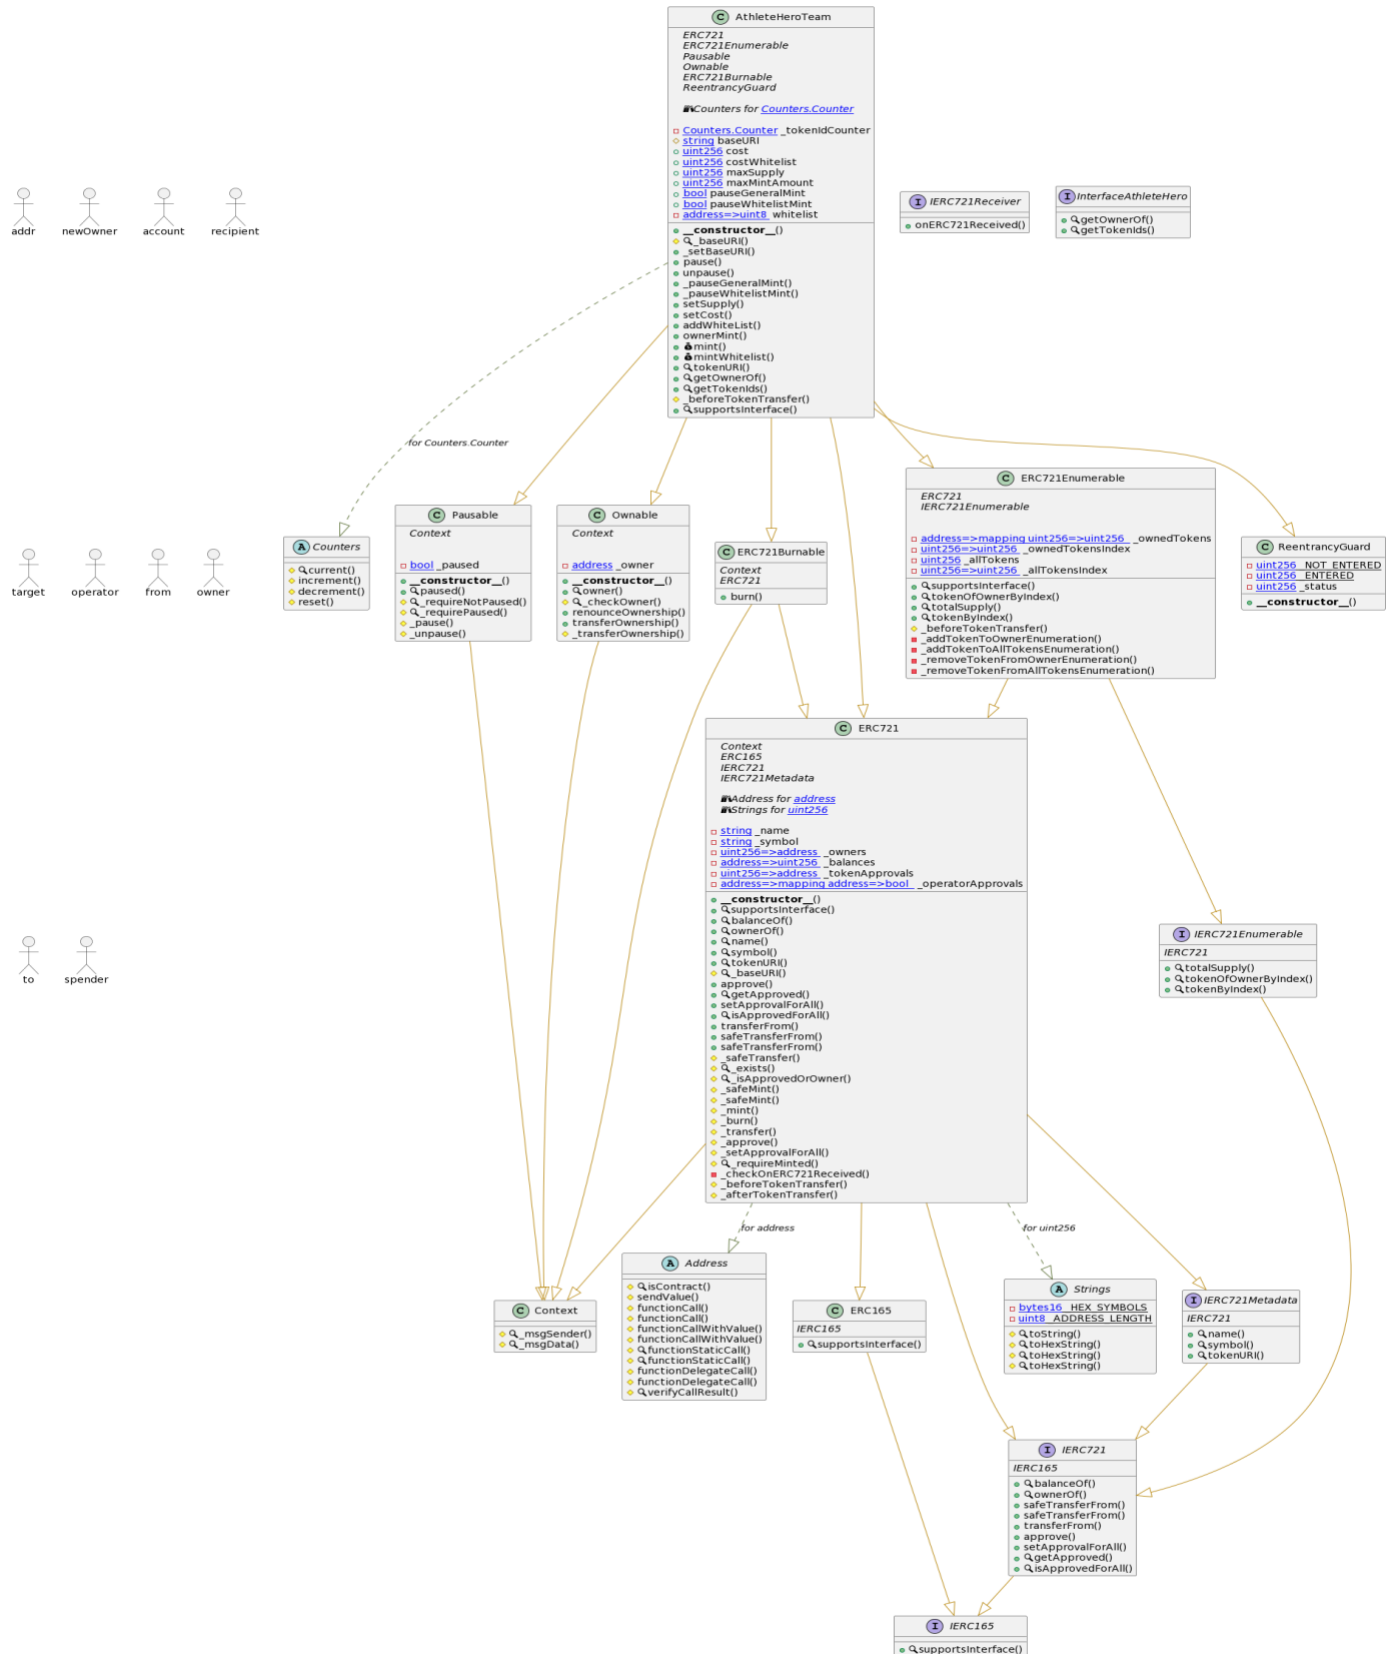 AthleteHeroTeam
ERC721
ERC721Enumerable
Pausable
Ownable
ERC721Burnable
ReentrancyGuard
Counters for Counters.Counter
Counters.Counter _tokenIdCounter
string baseURI
uint256 cost
uint256 costWhitelist
uint256 maxSupply
uint256 maxMintAmount
bool pauseGeneralMint
bool pauseWhitelistMint
address=>uint8 whitelist
__constructor__()
_baseURI()
_setBaseURI()
pause()
unpause()
_pauseGeneralMint()
_pauseWhitelistMint()
setSupply()
setCost()
addWhiteList()
ownerMint()
mint()
mintWhitelist()
tokenURI()
getOwnerOf()
getTokenIds()
_beforeTokenTransfer()
supportsInterface()
addr
newOwner
account
recipient
IERC721Receiver
onERC721Received()
InterfaceAthleteHero
getOwnerOf()
getTokenIds()
for Counters.Counter
target
operator
from
owner
Counters
current()
increment()
decrement()
reset()
Pausable
Context
bool _paused
__constructor__()
paused()
_requireNotPaused()
_requirePaused()
_pause()
_unpause()
Ownable
Context
address _owner
__constructor__()
owner()
_checkOwner()
renounceOwnership()
transferOwnership()
_transferOwnership()
ERC721Burnable
Context
ERC721
burn()
ERC721Enumerable
ERC721
IERC721Enumerable
address=>mapping uint256=>uint256 _ownedTokens
uint256=>uint256 _ownedTokensIndex
uint256 _allTokens
uint256=>uint256 _allTokensIndex
supportsInterface()
tokenOfOwnerByIndex()
totalSupply()
tokenByIndex()
_beforeTokenTransfer()
_addTokenToOwnerEnumeration()
_addTokenToAllTokensEnumeration()
_removeTokenFromOwnerEnumeration()
_removeTokenFromAllTokensEnumeration()
ReentrancyGuard
uint256 _NOT_ENTERED
uint256 _ENTERED
uint256 _status
__constructor__()
to
spender
ERC721
Context
ERC165
IERC721
IERC721Metadata
Address for address
Strings for uint256
string _name
string _symbol
uint256=>address _owners
address=>uint256 _balances
uint256=>address _tokenApprovals
address=>mapping address=>bool _operatorApprovals
__constructor__()
supportsInterface()
balanceOf()
ownerOf()
name()
symbol()
tokenURI()
_baseURI()
approve()
getApproved()
setApprovalForAll()
isApprovedForAll()
transferFrom()
safeTransferFrom()
safeTransferFrom()
_safeTransfer()
_exists()
_isApprovedOrOwner()
_safeMint()
_safeMint()
_mint()
_burn()
_transfer()
_approve()
_setApprovalForAll()
_requireMinted()
_checkOnERC721Received()
_beforeTokenTransfer()
_afterTokenTransfer()
IERC721Enumerable
IERC721
totalSupply()
tokenOfOwnerByIndex()
tokenByIndex()
for address
for uint256
Context
_msgSender()
_msgData()
Address
isContract()
sendValue()
functionCall()
functionCall()
functionCallWithValue()
functionCallWithValue()
functionStaticCall()
functionStaticCall()
functionDelegateCall()
functionDelegateCall()
verifyCallResult()
ERC165
IERC165
supportsInterface()
Strings
bytes16 _HEX_SYMBOLS
uint8 _ADDRESS_LENGTH
toString()
toHexString()
toHexString()
toHexString()
IERC721Metadata
IERC721
name()
symbol()
tokenURI()
IERC721
IERC165
balanceOf()
ownerOf()
safeTransferFrom()
safeTransferFrom()
transferFrom()
approve()
setApprovalForAll()
getApproved()
isApprovedForAll()
IERC165
supportsInterface()